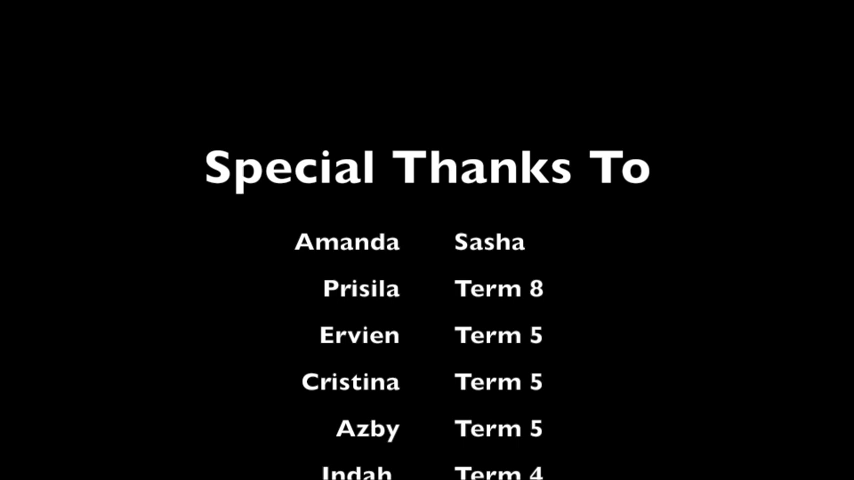 Special Thanks To
Amanda Sasha
Prisila Term 8
Ervien Term 5
Cristina Term 5
Azby Term 5
Indah Term 4